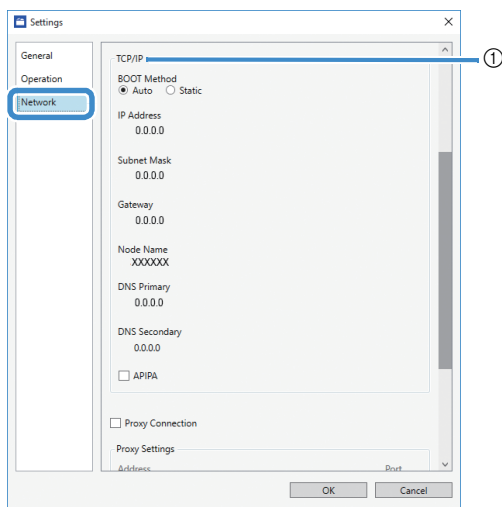 Settings
General
Operation
Network
TCP/IP
①
BOOT Method
Auto Static
IP Address
0.0.0.0
Subnet Mask
0.0.0.0
Gateway
0.0.0.0
Node Name
XXXXXX
DNS Primary
0.0.0.0
DNS Secondary
0.0.0.0
APIPA
Proxy Connection
Proxy Settings
Address Port
OK Cancel